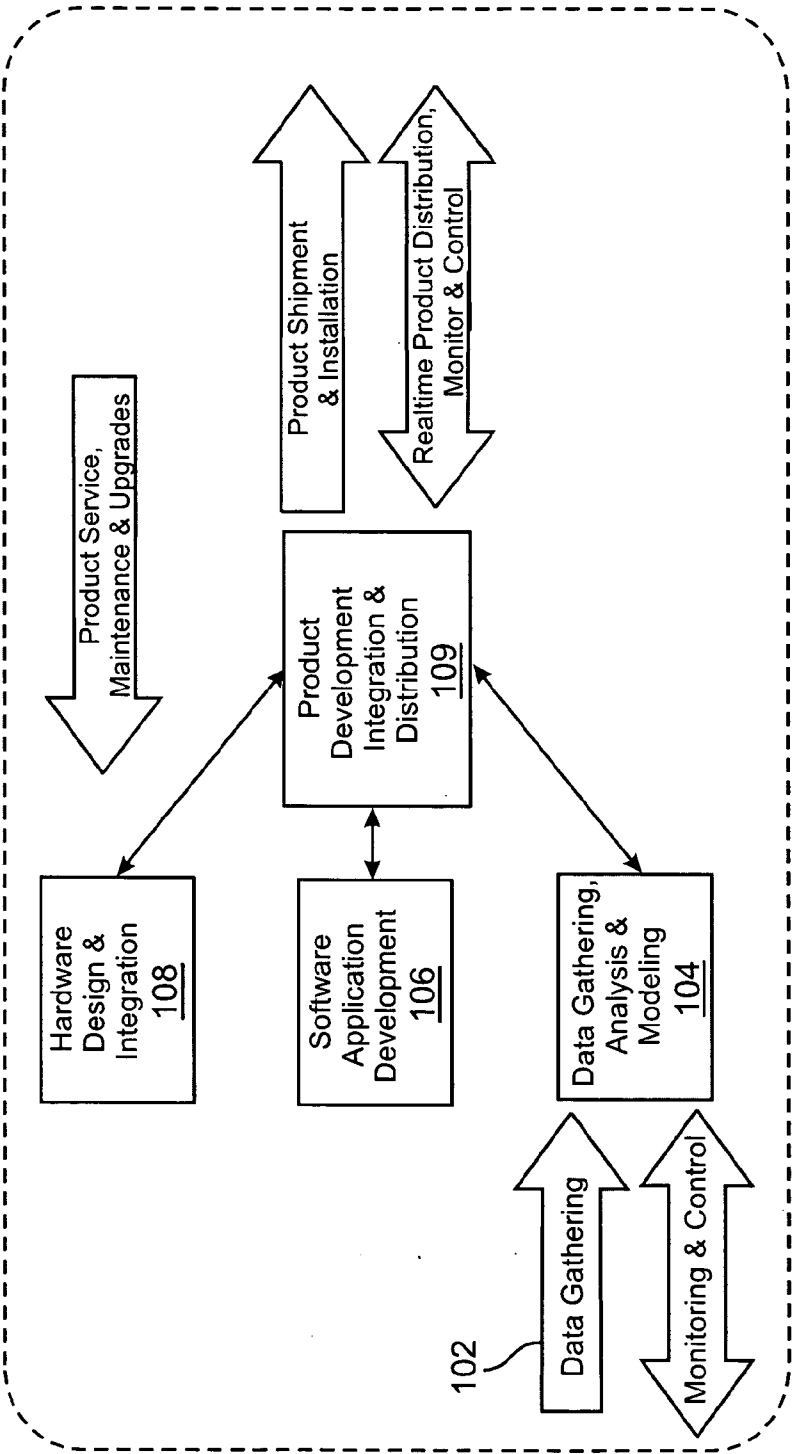 Hardware
Design &
Integration
108
Product Service,
Maintenance & Upgrades
Software
Application
Development
106
Product
Development
Integration &
Distribution
109
Product Shipment
& Installation
Realtime Product Distribution,
Monitor & Control
102
Data Gathering
Monitoring & Control
Data Gathering,
Analysis &
Modeling
104